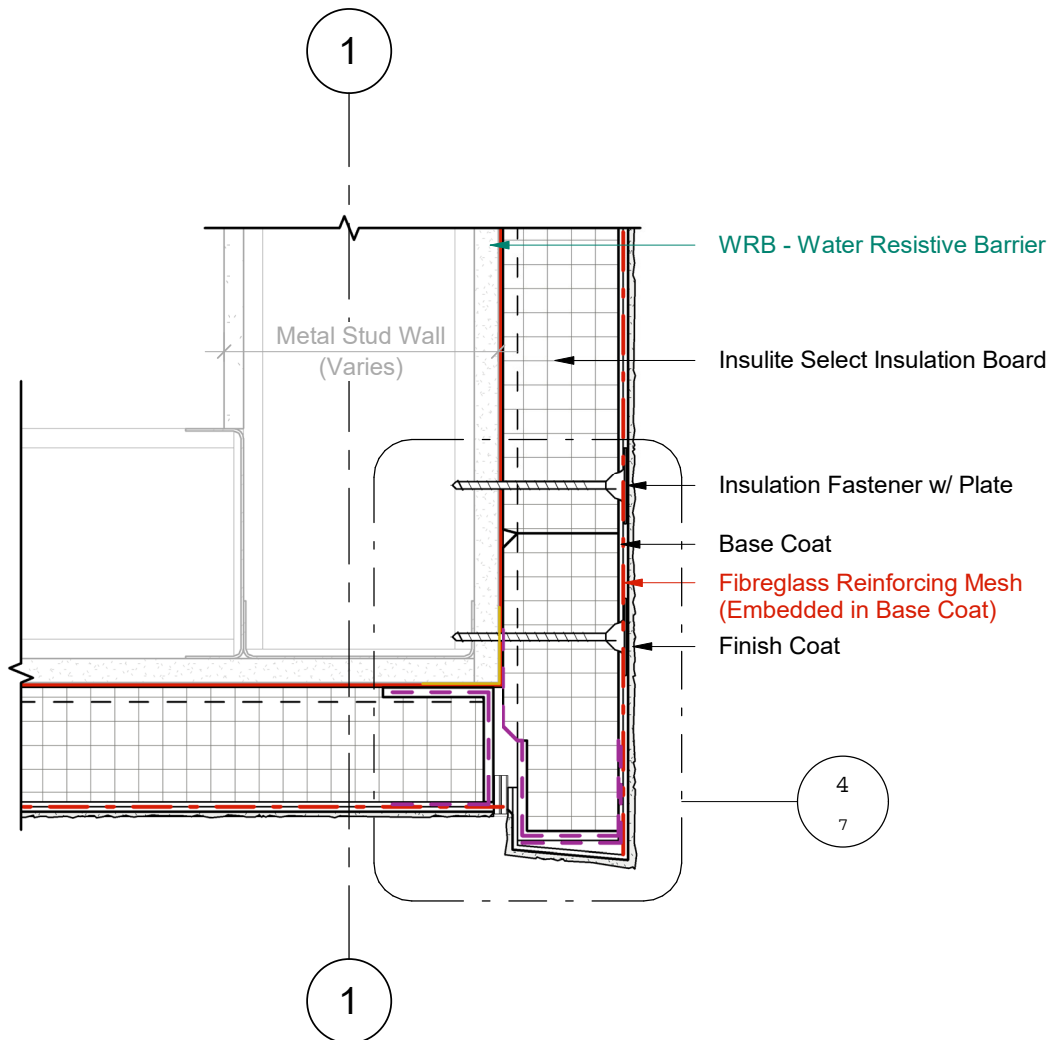 1
WRB - Water Resistive Barrier
Metal Stud Wall
(Varies)
Insulite Select Insulation Board
Insulation Fastener w/ Plate
Base Coat
Fibreglass Reinforcing Mesh
(Embedded in Base Coat)
Finish Coat
4
7
1